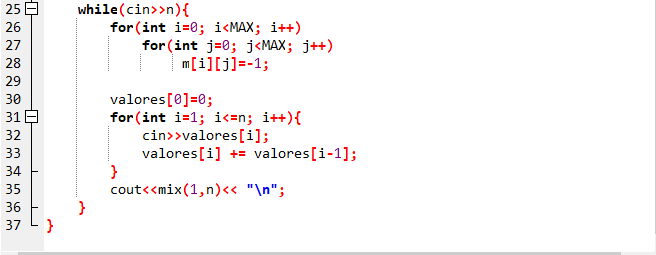 25 while(cin>>n){
26 for(int i=0; i<MAX; i++)
27 for(int j=0; j<MAX; j++)
28 m[i][j]=-1;
29
30 valores[0]=0;
31 for(int i=1; i<=n; i++){
32 cin>>valores[i];
33 valores[i] += valores[i-1];
34 }
35 cout<<mix(1,n)<< "\n";
36 }
37 }